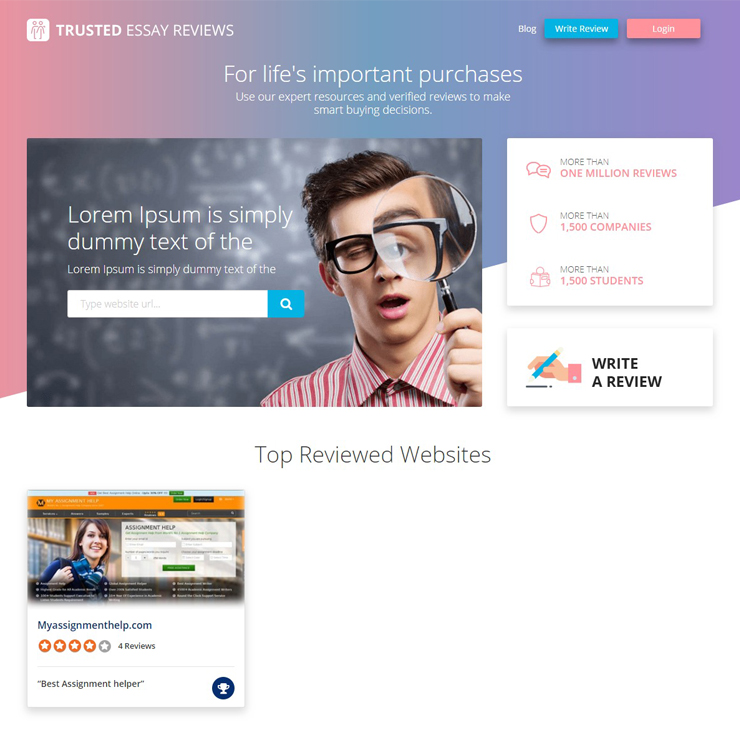 TRUSTED ESSAY REVIEWS
Blog
Write Review
Login
For life's important purchases
Use our expert resources and verified reviews to make
smart buying decisions.
Lorem Ipsum is simply
dummy text of the
Lorem Ipsum is simply dummy text of the
Type website url...
MORE THAN
ONE MILLION REVIEWS
MORE THAN
1,500 COMPANIES
MORE THAN
1,500 STUDENTS
WRITE
A REVIEW
Top Reviewed Websites
MY ASSIGNMENT HELP
ASSIGNMENT HELP
Myassignmenthelp.com
4 Reviews
“Best Assignment helper”